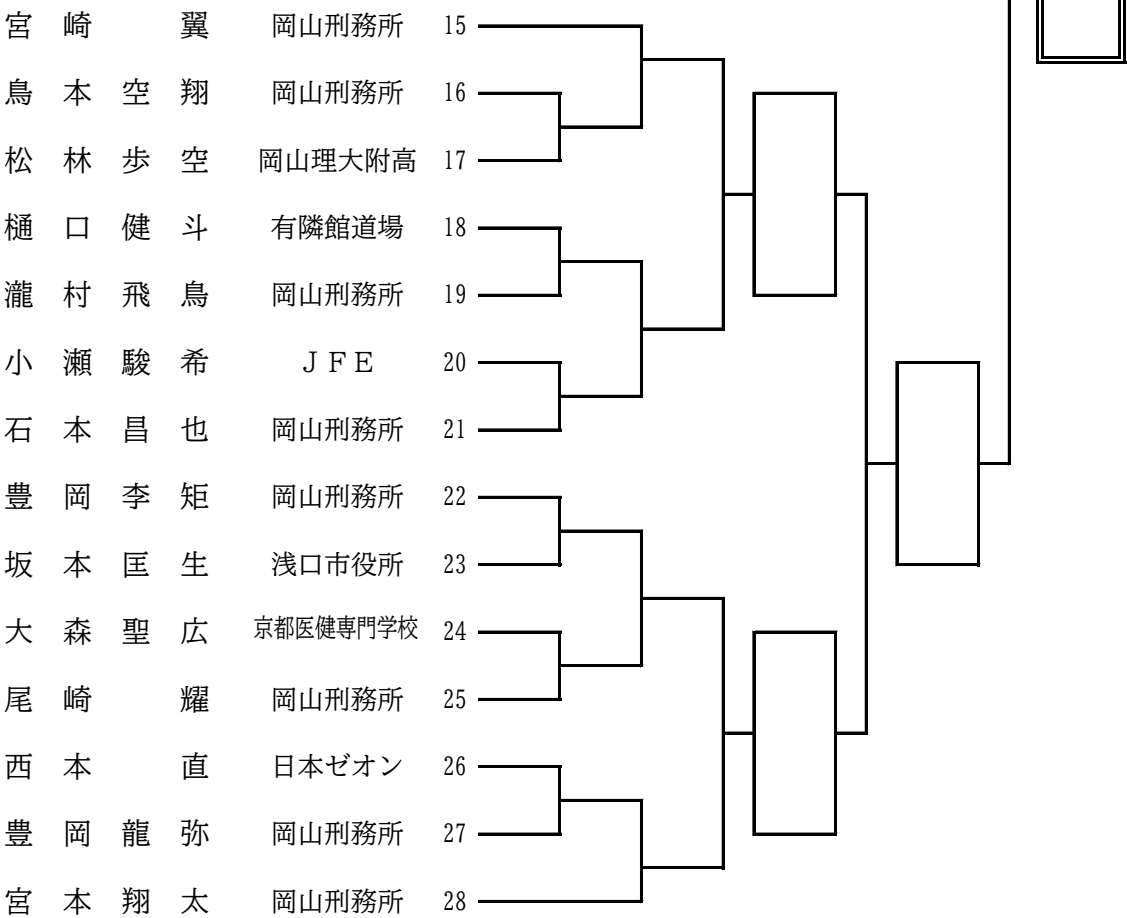 宮崎 翼 岡山刑務所 15
鳥本空翔 岡山刑務所 16
松林歩空 岡山理大附高 17
樋口健斗 有隣館道場 18
瀧村飛鳥 岡山刑務所 19
小瀬駿希 ＪＦＥ 20
石本昌也 岡山刑務所 21
豊岡李矩 岡山刑務所 22
坂本匡生 浅口市役所 23
大森聖広 京都医健専門学校 24
尾崎 耀 岡山刑務所 25
西本 直 日本ゼオン 26
豊岡龍弥 岡山刑務所 27
宮本翔太 岡山刑務所 28